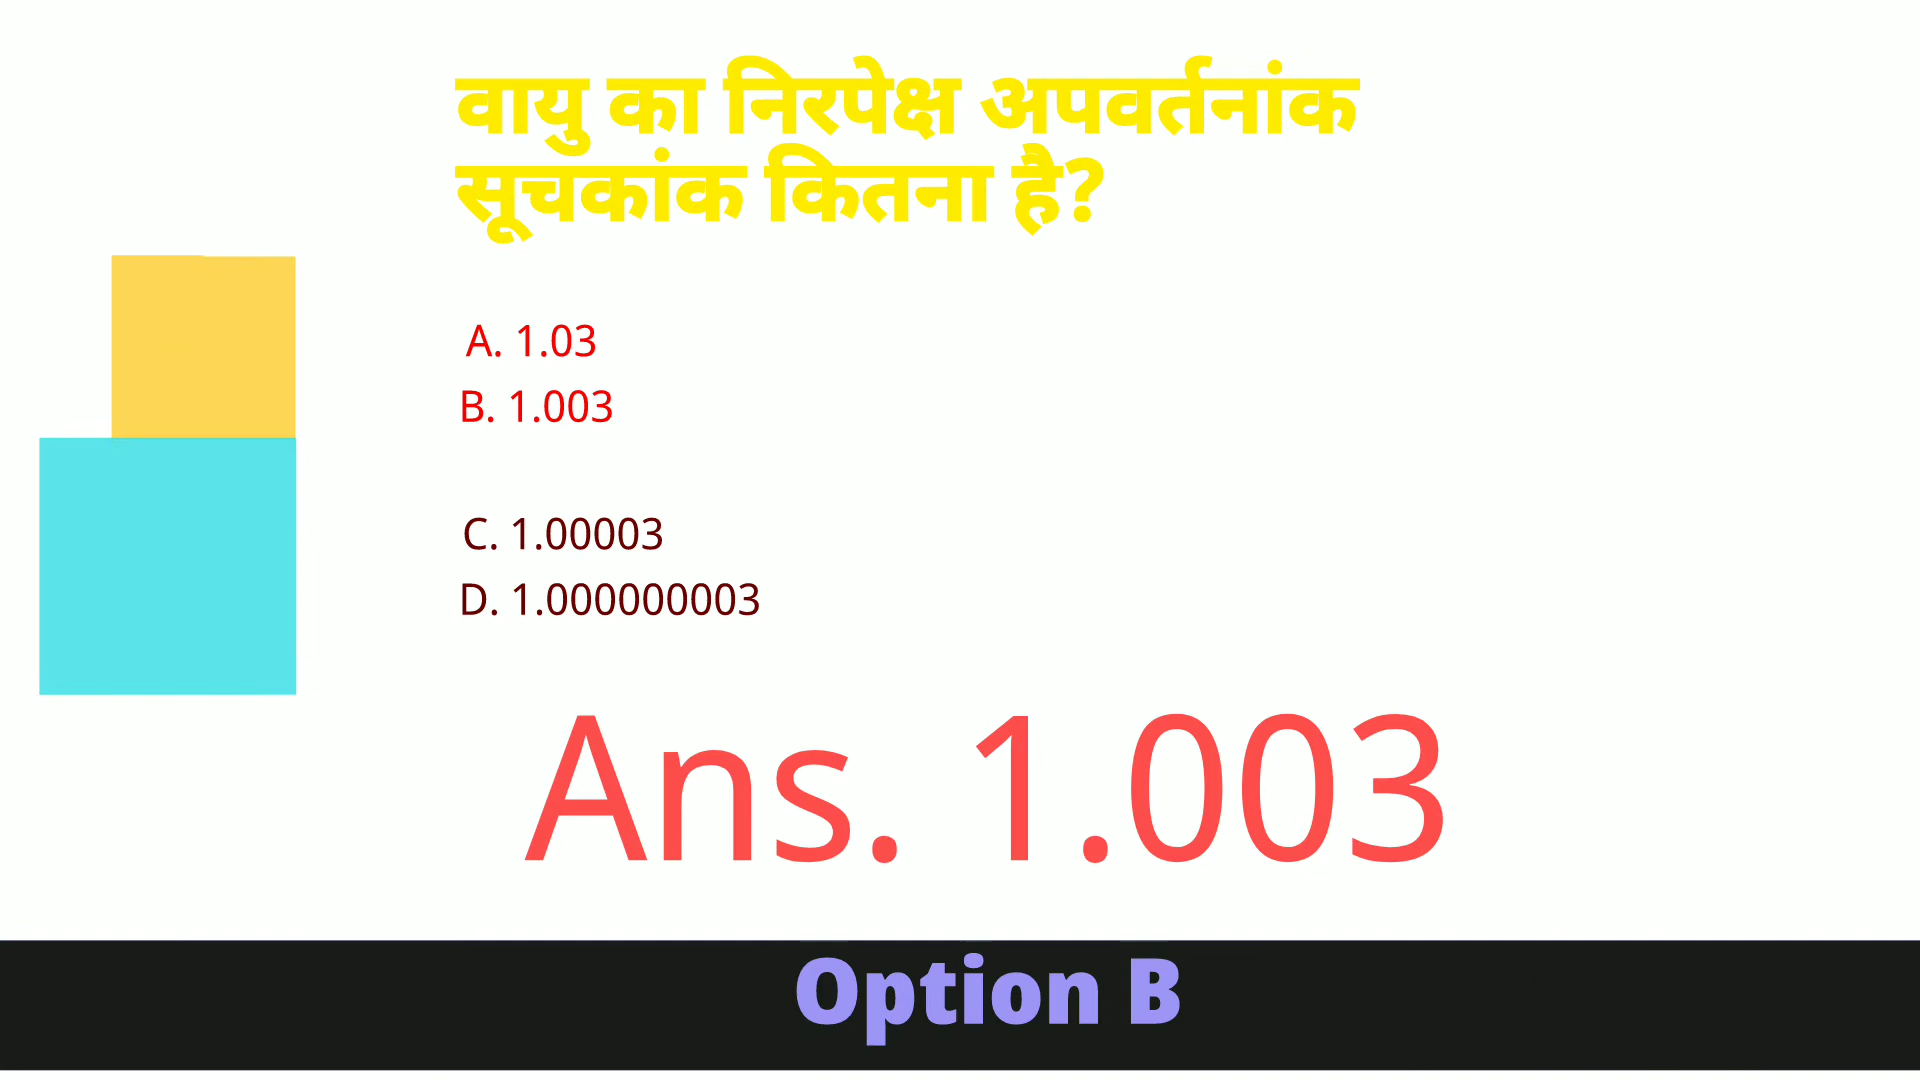 वायु का निरपेक्ष अपवर्तनांक
सूचकांक कितना है?
A. 1.03
B. 1.003
C. 1.00003
D. 1.000000003
Ans. 1.003
Option B